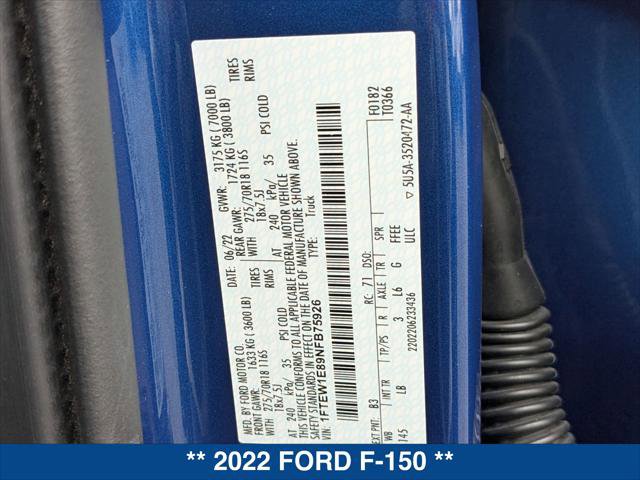 MFD. BY FORD MOTOR CO.
06/22
GVWR: 3175 KG ( 7000 LB)
FRONT GAWR: 1633 KG ( 3600 LB)
REAR GAWR: 1724 KG ( 3800 LB)
WITH 275/70R18 116S TIRES
WITH 275/70R18 116S TIRES
18x7.5J RIMS
18x7.5J RIMS
AT 240 kPa/ 35 PSI COLD
AT 240 kPa/ 35 PSI COLD
THIS VEHICLE CONFORMS TO ALL APPLICABLE FEDERAL MOTOR VEHICLE
SAFETY STANDARDS IN EFFECT ON THE DATE OF MANUFACTURE SHOWN ABOVE.
VIN: 1FTEW1E89NFB75926
TYPE: Truck
F0182
T0366
EXT PNT: B3
RC: 71
DSO:
WB
INT TR
TP/PS
R
AXLE
TR
SPR
145
LB
3
L6
G
FFEE
ULC
2202206233436
▽ 5U5A-3520472-AA
** 2022 FORD F-150 **